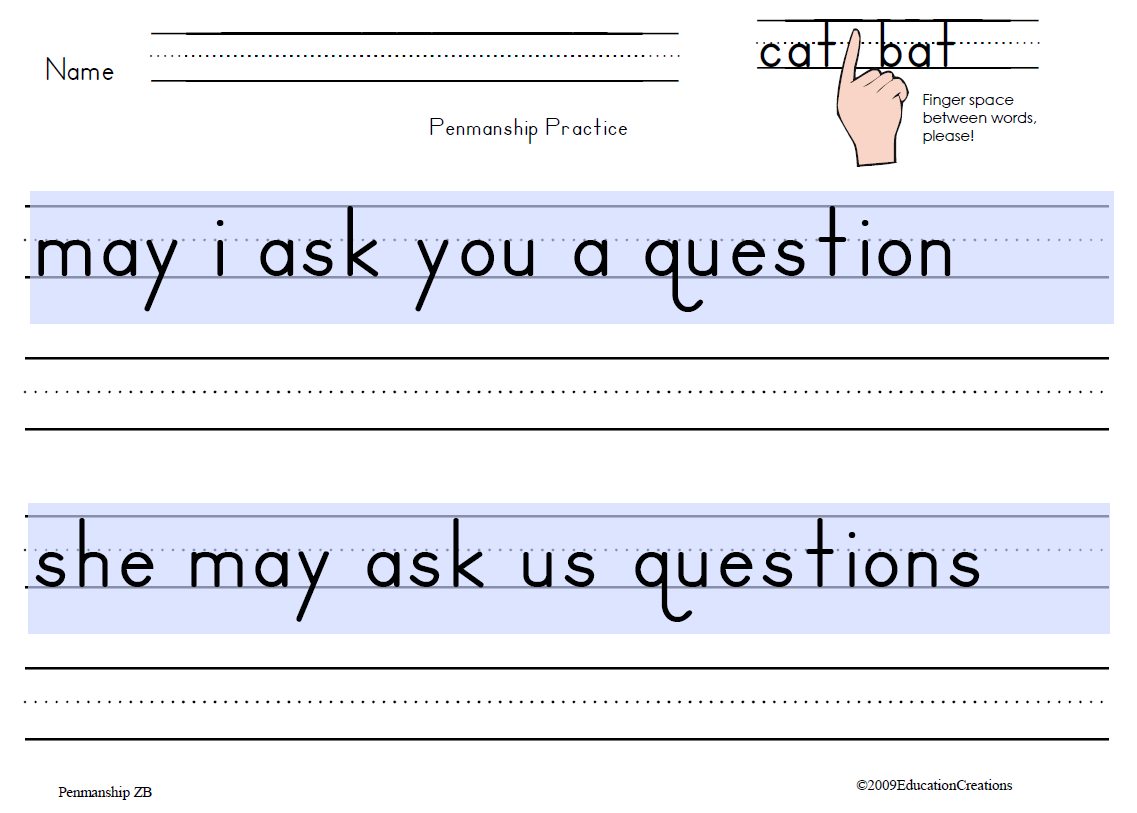 cat bat
Name
Finger space
between words,
please!
Penmanship Practice
may i ask you a question
she may ask us questions
Penmanship ZB
©2009EducationCreations